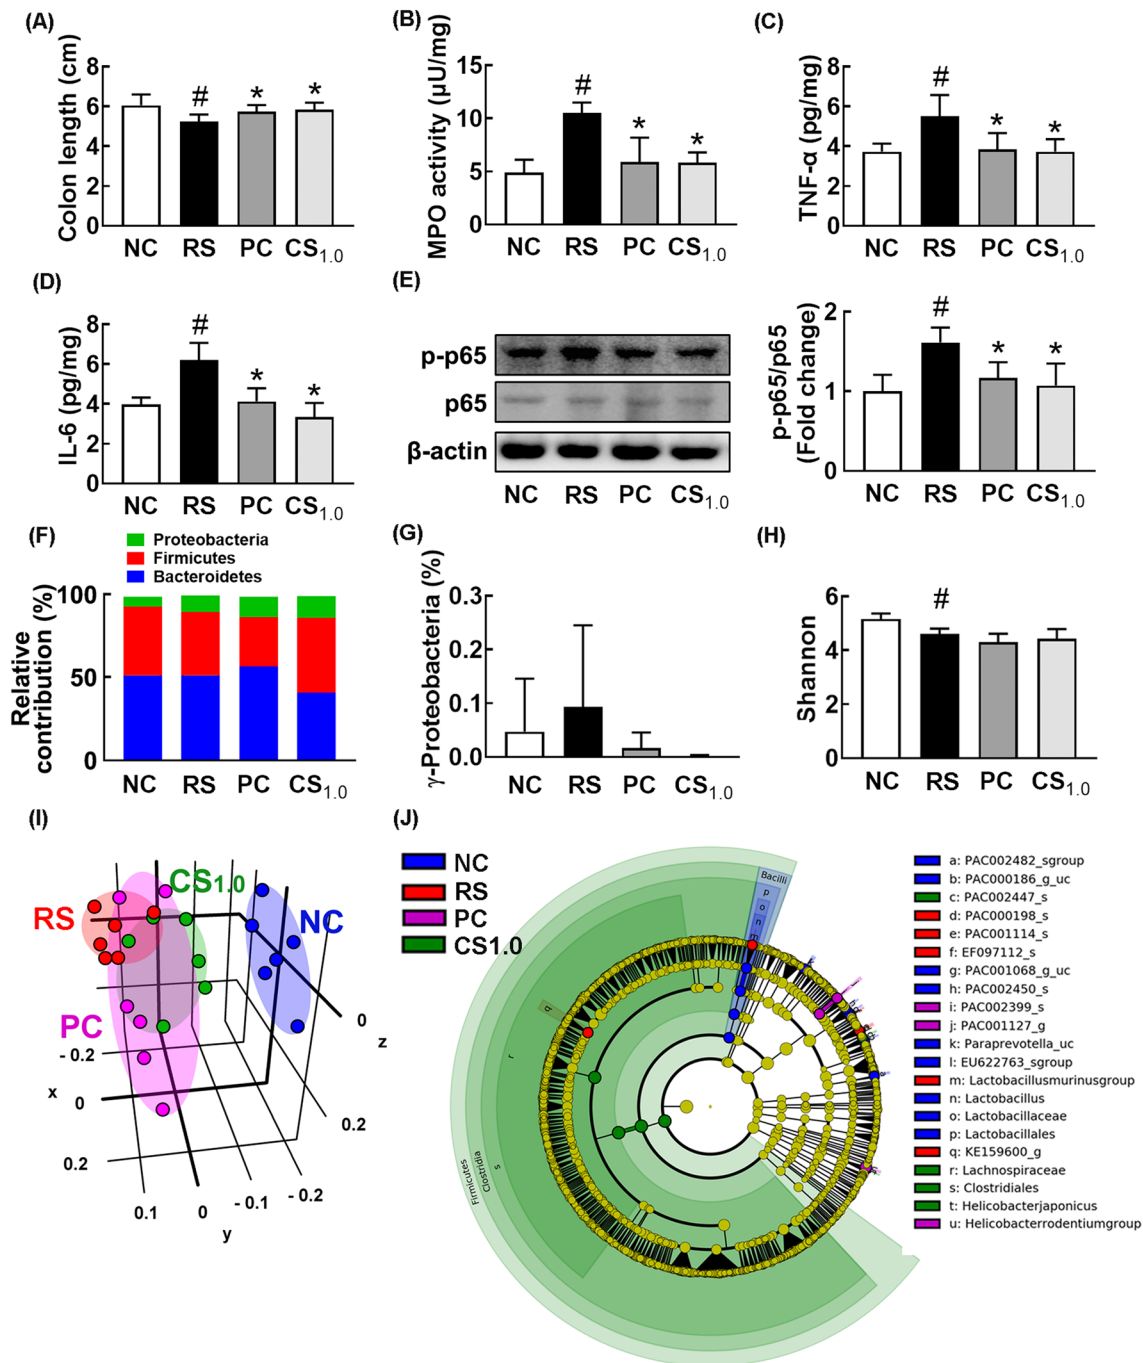 (A)
Colon length (cm)
8
6
4
2
0
#
*
*
NC RS PC CS1.0
(B)
MPO activity (μU/mg)
15
10
5
0
#
*
*
NC RS PC CS1.0
(C)
TNF-α (pg/mg)
8
6
4
2
0
#
*
*
NC RS PC CS1.0
(D)
IL-6 (pg/mg)
8
6
4
2
0
#
*
*
NC RS PC CS1.0
(E)
p-p65
p65
β-actin
NC RS PC CS1.0
p-p65/p65
(Fold change)
2
1
0
#
*
*
NC RS PC CS1.0
(F)
Proteobacteria
Firmicutes
Bacteroidetes
Relative
contribution (%)
100
50
0
NC RS PC CS1.0
(G)
γ-Proteobacteria (%)
0.3
0.2
0.1
0.0
NC RS PC CS1.0
(H)
Shannon
6
4
2
0
#
NC RS PC CS1.0
(I)
CS1.0
RS
NC
PC
0
z
- 0.2
x
0
0.2
0.2
- 0.2
- 0.1
0
0.1
y
(J)
NC
RS
PC
CS1.0
Bacilli
p
o
n
m
q
r
s
Clostridia
Firmicutes
a: PAC002482_sgroup
b: PAC000186_g_uc
c: PAC002447_s
d: PAC000198_s
e: PAC001114_s
f: EF097112_s
g: PAC001068_g_uc
h: PAC002450_s
i: PAC002399_s
j: PAC001127_g
k: Paraprevotella_uc
l: EU622763_sgroup
m: Lactobacillusmurinusgroup
n: Lactobacillus
o: Lactobacillaceae
p: Lactobacillales
q: KE159600_g
r: Lachnospiraceae
s: Clostridiales
t: Helicobacterjaponicus
u: Helicobacterrodentiumgroup